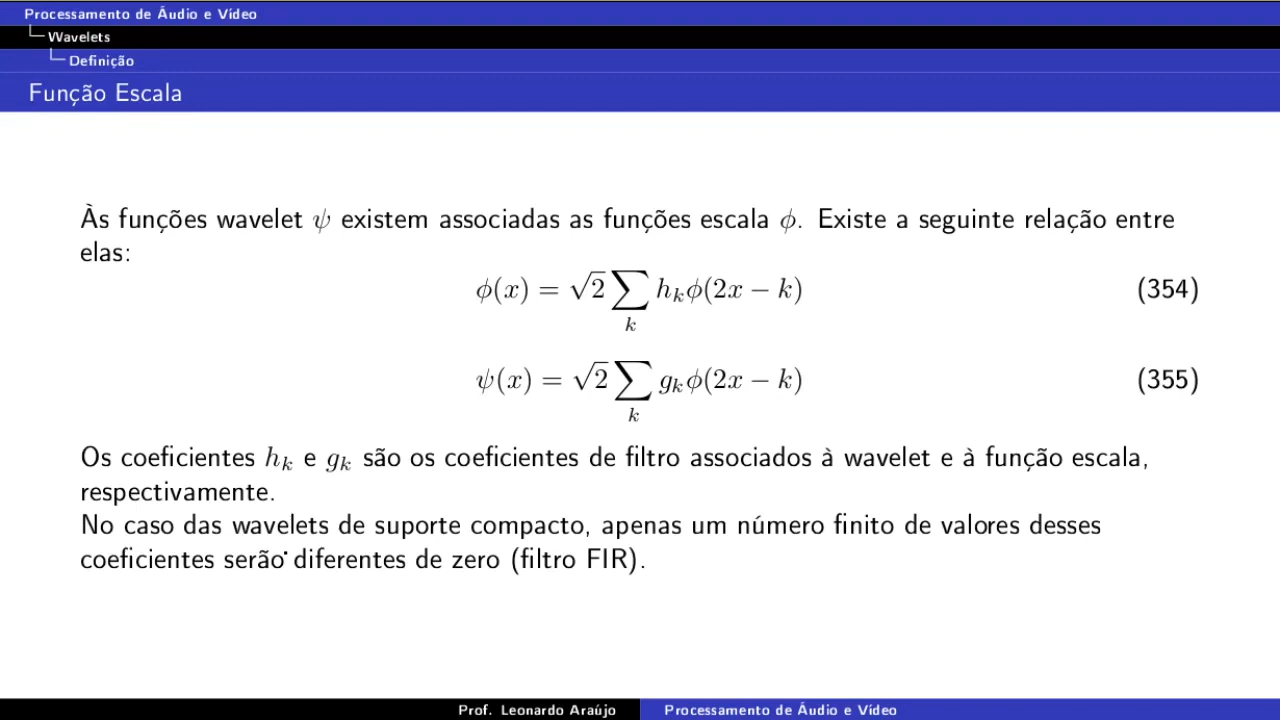 Processamento de Áudio e Vídeo
Wavelets
Definição
Função Escala
Às funções wavelet ψ existem associadas as funções escala ϕ. Existe a seguinte relação entre
elas:
ϕ(x) = √2 ∑_k h_k ϕ(2x − k) (354)
ψ(x) = √2 ∑_k g_k ϕ(2x − k) (355)
Os coeficientes h_k e g_k são os coeficientes de filtro associados à wavelet e à função escala,
respectivamente.
No caso das wavelets de suporte compacto, apenas um número finito de valores desses
coeficientes serão diferentes de zero (filtro FIR).
Prof. Leonardo Araújo Processamento de Áudio e Vídeo